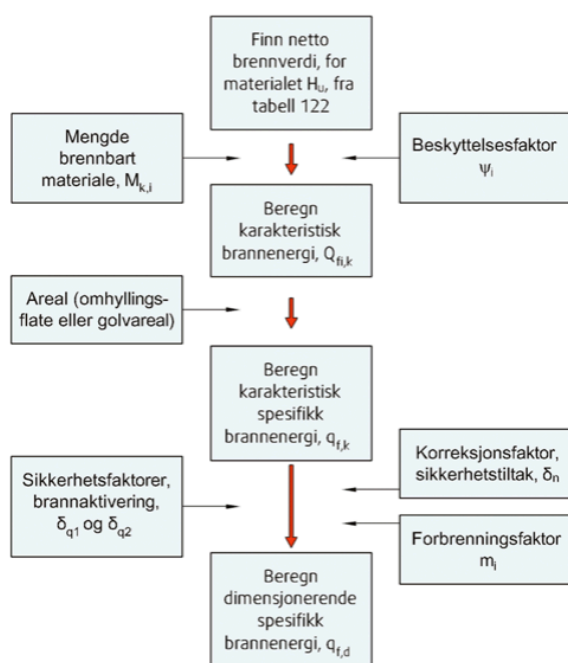 Finn netto
brennverdi, for
materialet Hu, fra
tabell 122
Mengde
brennbart
materiale, Mk,i
Beskyttelsesfaktor
ψi
Beregn
karakteristisk
brannenergi, Qfi,k
Areal (omhyllings-
flate eller golvareal)
Beregn
karakteristisk
spesifikk
brannenergi, qf,k
Korreksjonsfaktor,
sikkerhetstiltak, δn
Sikkerhetsfaktorer,
brannaktivering,
δq1 og δq2
Forbrenningsfaktor
mi
Beregn
dimensjonerende
spesifikk
brannenergi, qf,d